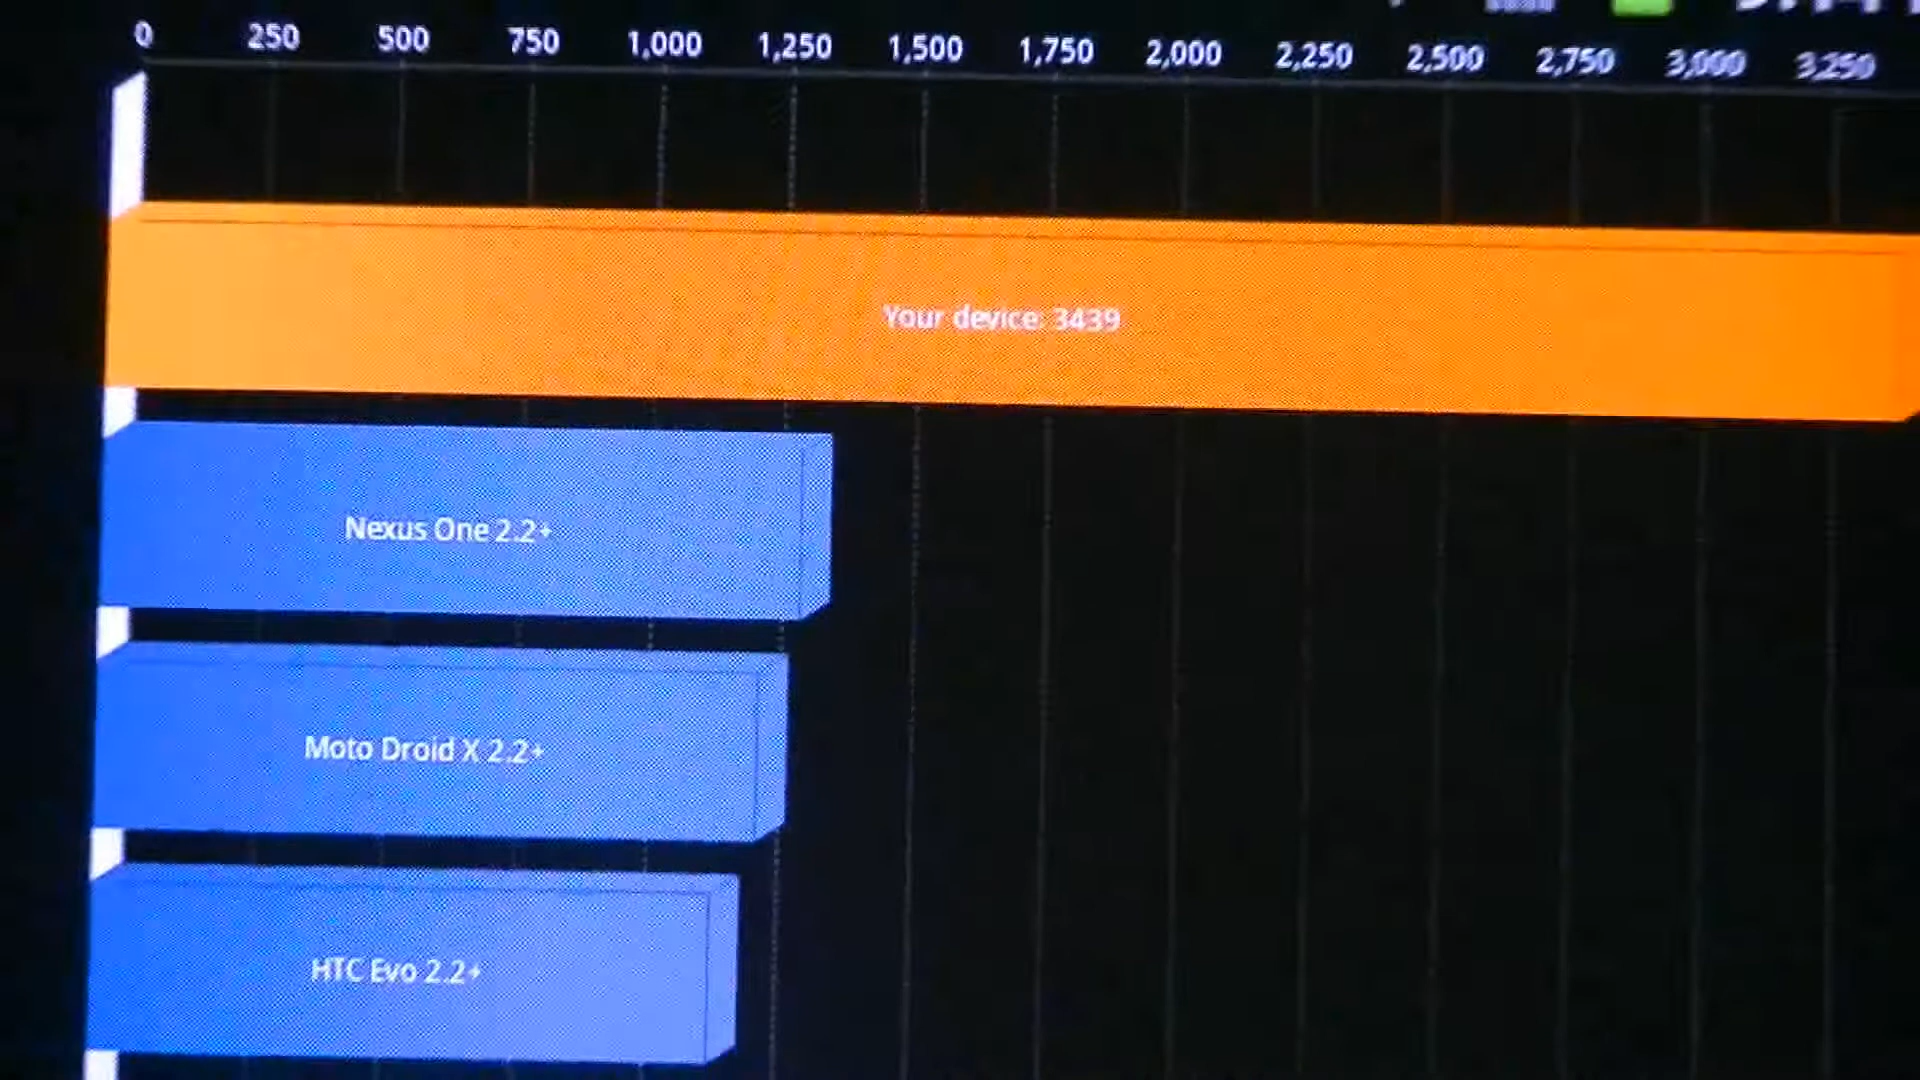 0 250 500 750 1,000 1,250 1,500 1,750 2,000 2,250 2,500 2,750 3,000 3,250
Your device: 3439
Nexus One 2.2+
Moto Droid X 2.2+
HTC Evo 2.2+